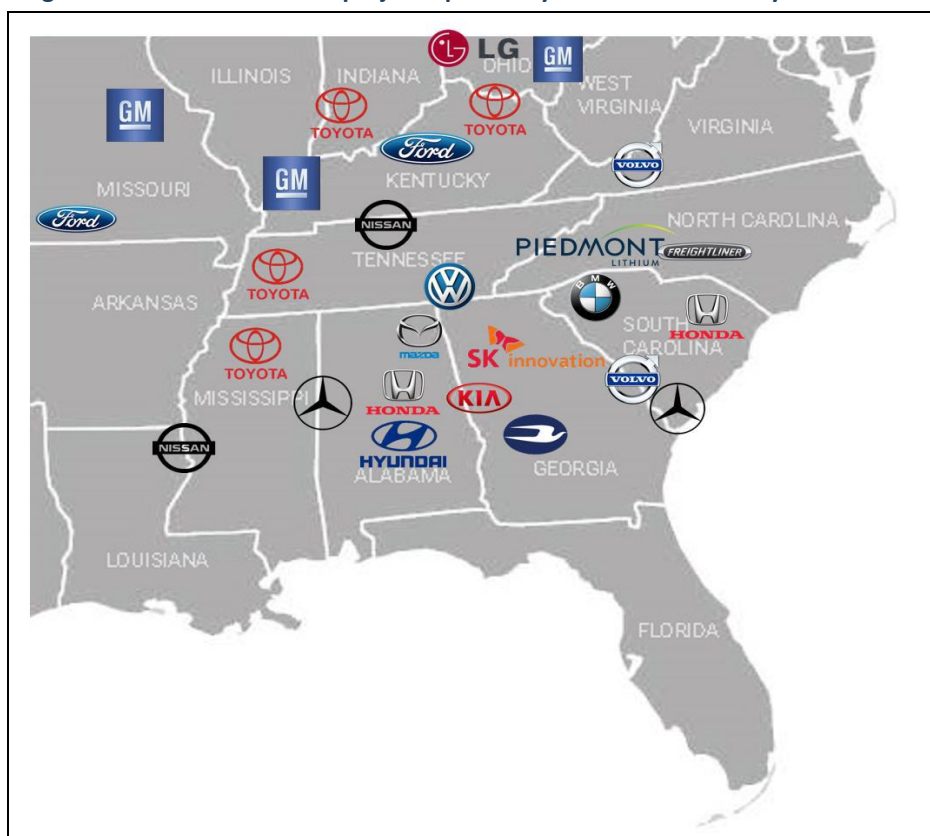 LG
OHIO
GM
ILLINOIS
INDIANA
WEST
VIRGINIA
GM
TOYOTA
TOYOTA
VIRGINIA
Ford
VOLVO
GM
KENTUCKY
MISSOURI
Ford
NISSAN
NORTH CAROLINA
PIEDMONT
LITHIUM
FREIGHTLINER
TENNESSEE
TOYOTA
ARKANSAS
BMW
SOUTH
CAROLINA
HONDA
mazda
SK innovation
TOYOTA
VOLVO
MISSISSIPPI
HONDA
KIA
NISSAN
HYUNDAI
ALABAMA
GEORGIA
LOUISIANA
FLORIDA